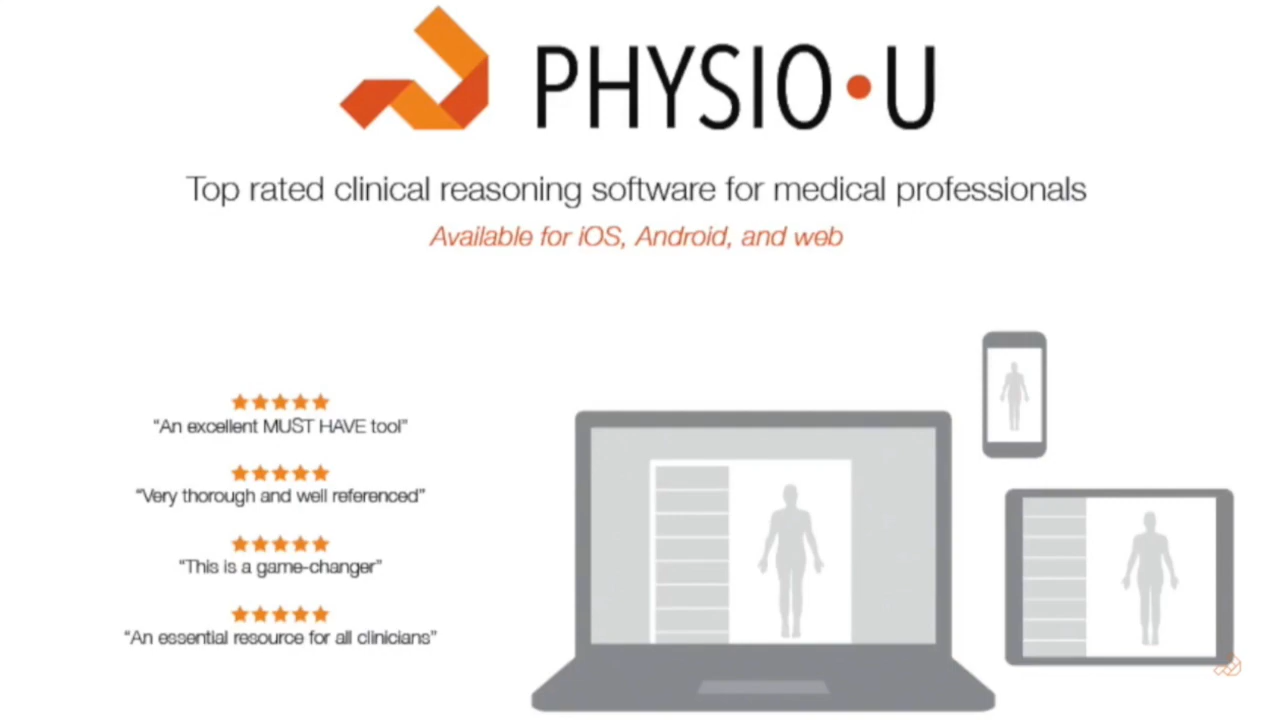 PHYSIO•U
Top rated clinical reasoning software for medical professionals
Available for iOS, Android, and web
“An excellent MUST HAVE tool”
“Very thorough and well referenced”
“This is a game-changer”
“An essential resource for all clinicians”